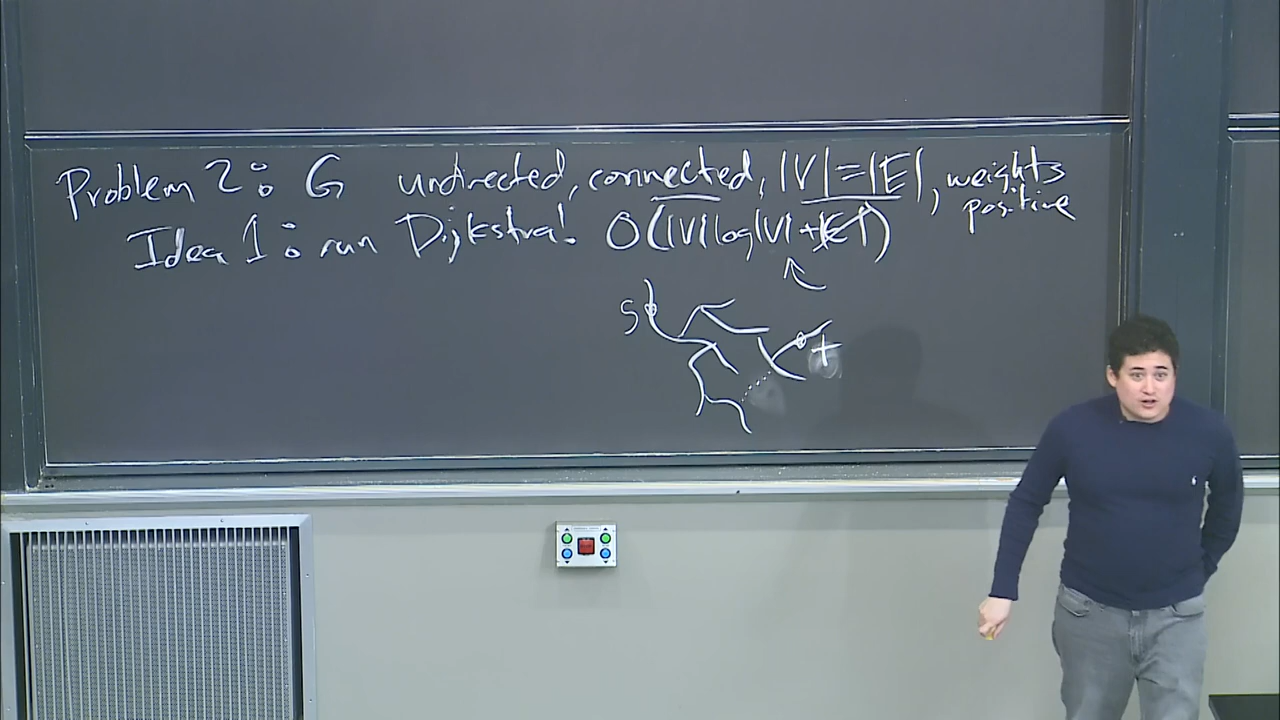 Problem 2: G undirected, connected, |V|=|E|, weights positive
Idea 1: run Dijkstra! O(|V|log|V|+|E|)
S
t